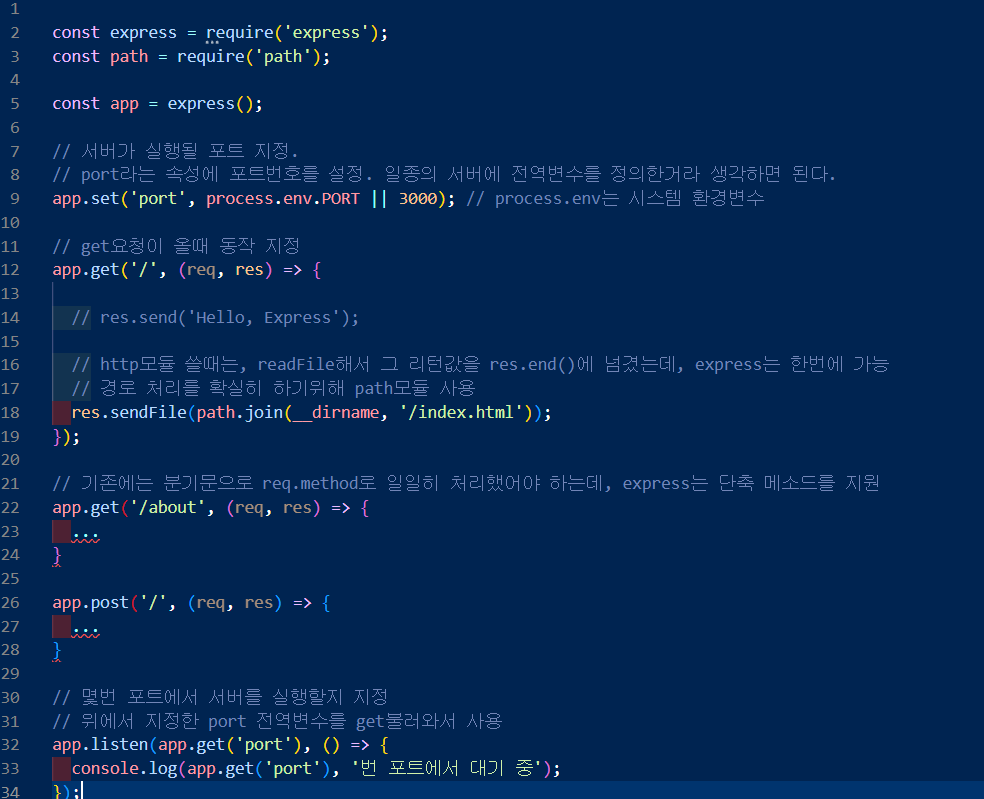 1
2 const express = require('express');
3 const path = require('path');
4
5 const app = express();
6
7 // 서버가 실행될 포트 지정.
8 // port라는 속성에 포트번호를 설정. 일종의 서버에 전역변수를 정의한거라 생각하면 된다.
9 app.set('port', process.env.PORT || 3000); // process.env는 시스템 환경변수
10
11 // get요청이 올때 동작 지정
12 app.get('/', (req, res) => {
13
14 // res.send('Hello, Express');
15
16 // http모듈 쓸때는, readFile해서 그 리턴값을 res.end()에 넘겼는데, express는 한번에 가능
17 // 경로 처리를 확실히 하기위해 path모듈 사용
18 res.sendFile(path.join(__dirname, '/index.html'));
19 });
20
21 // 기존에는 분기문으로 req.method로 일일히 처리했어야 하는데, express는 단축 메소드를 지원
22 app.get('/about', (req, res) => {
23 ...
24 }
25
26 app.post('/', (req, res) => {
27 ...
28 }
29
30 // 몇번 포트에서 서버를 실행할지 지정
31 // 위에서 지정한 port 전역변수를 get불러와서 사용
32 app.listen(app.get('port'), () => {
33 console.log(app.get('port'), '번 포트에서 대기 중');
34 });